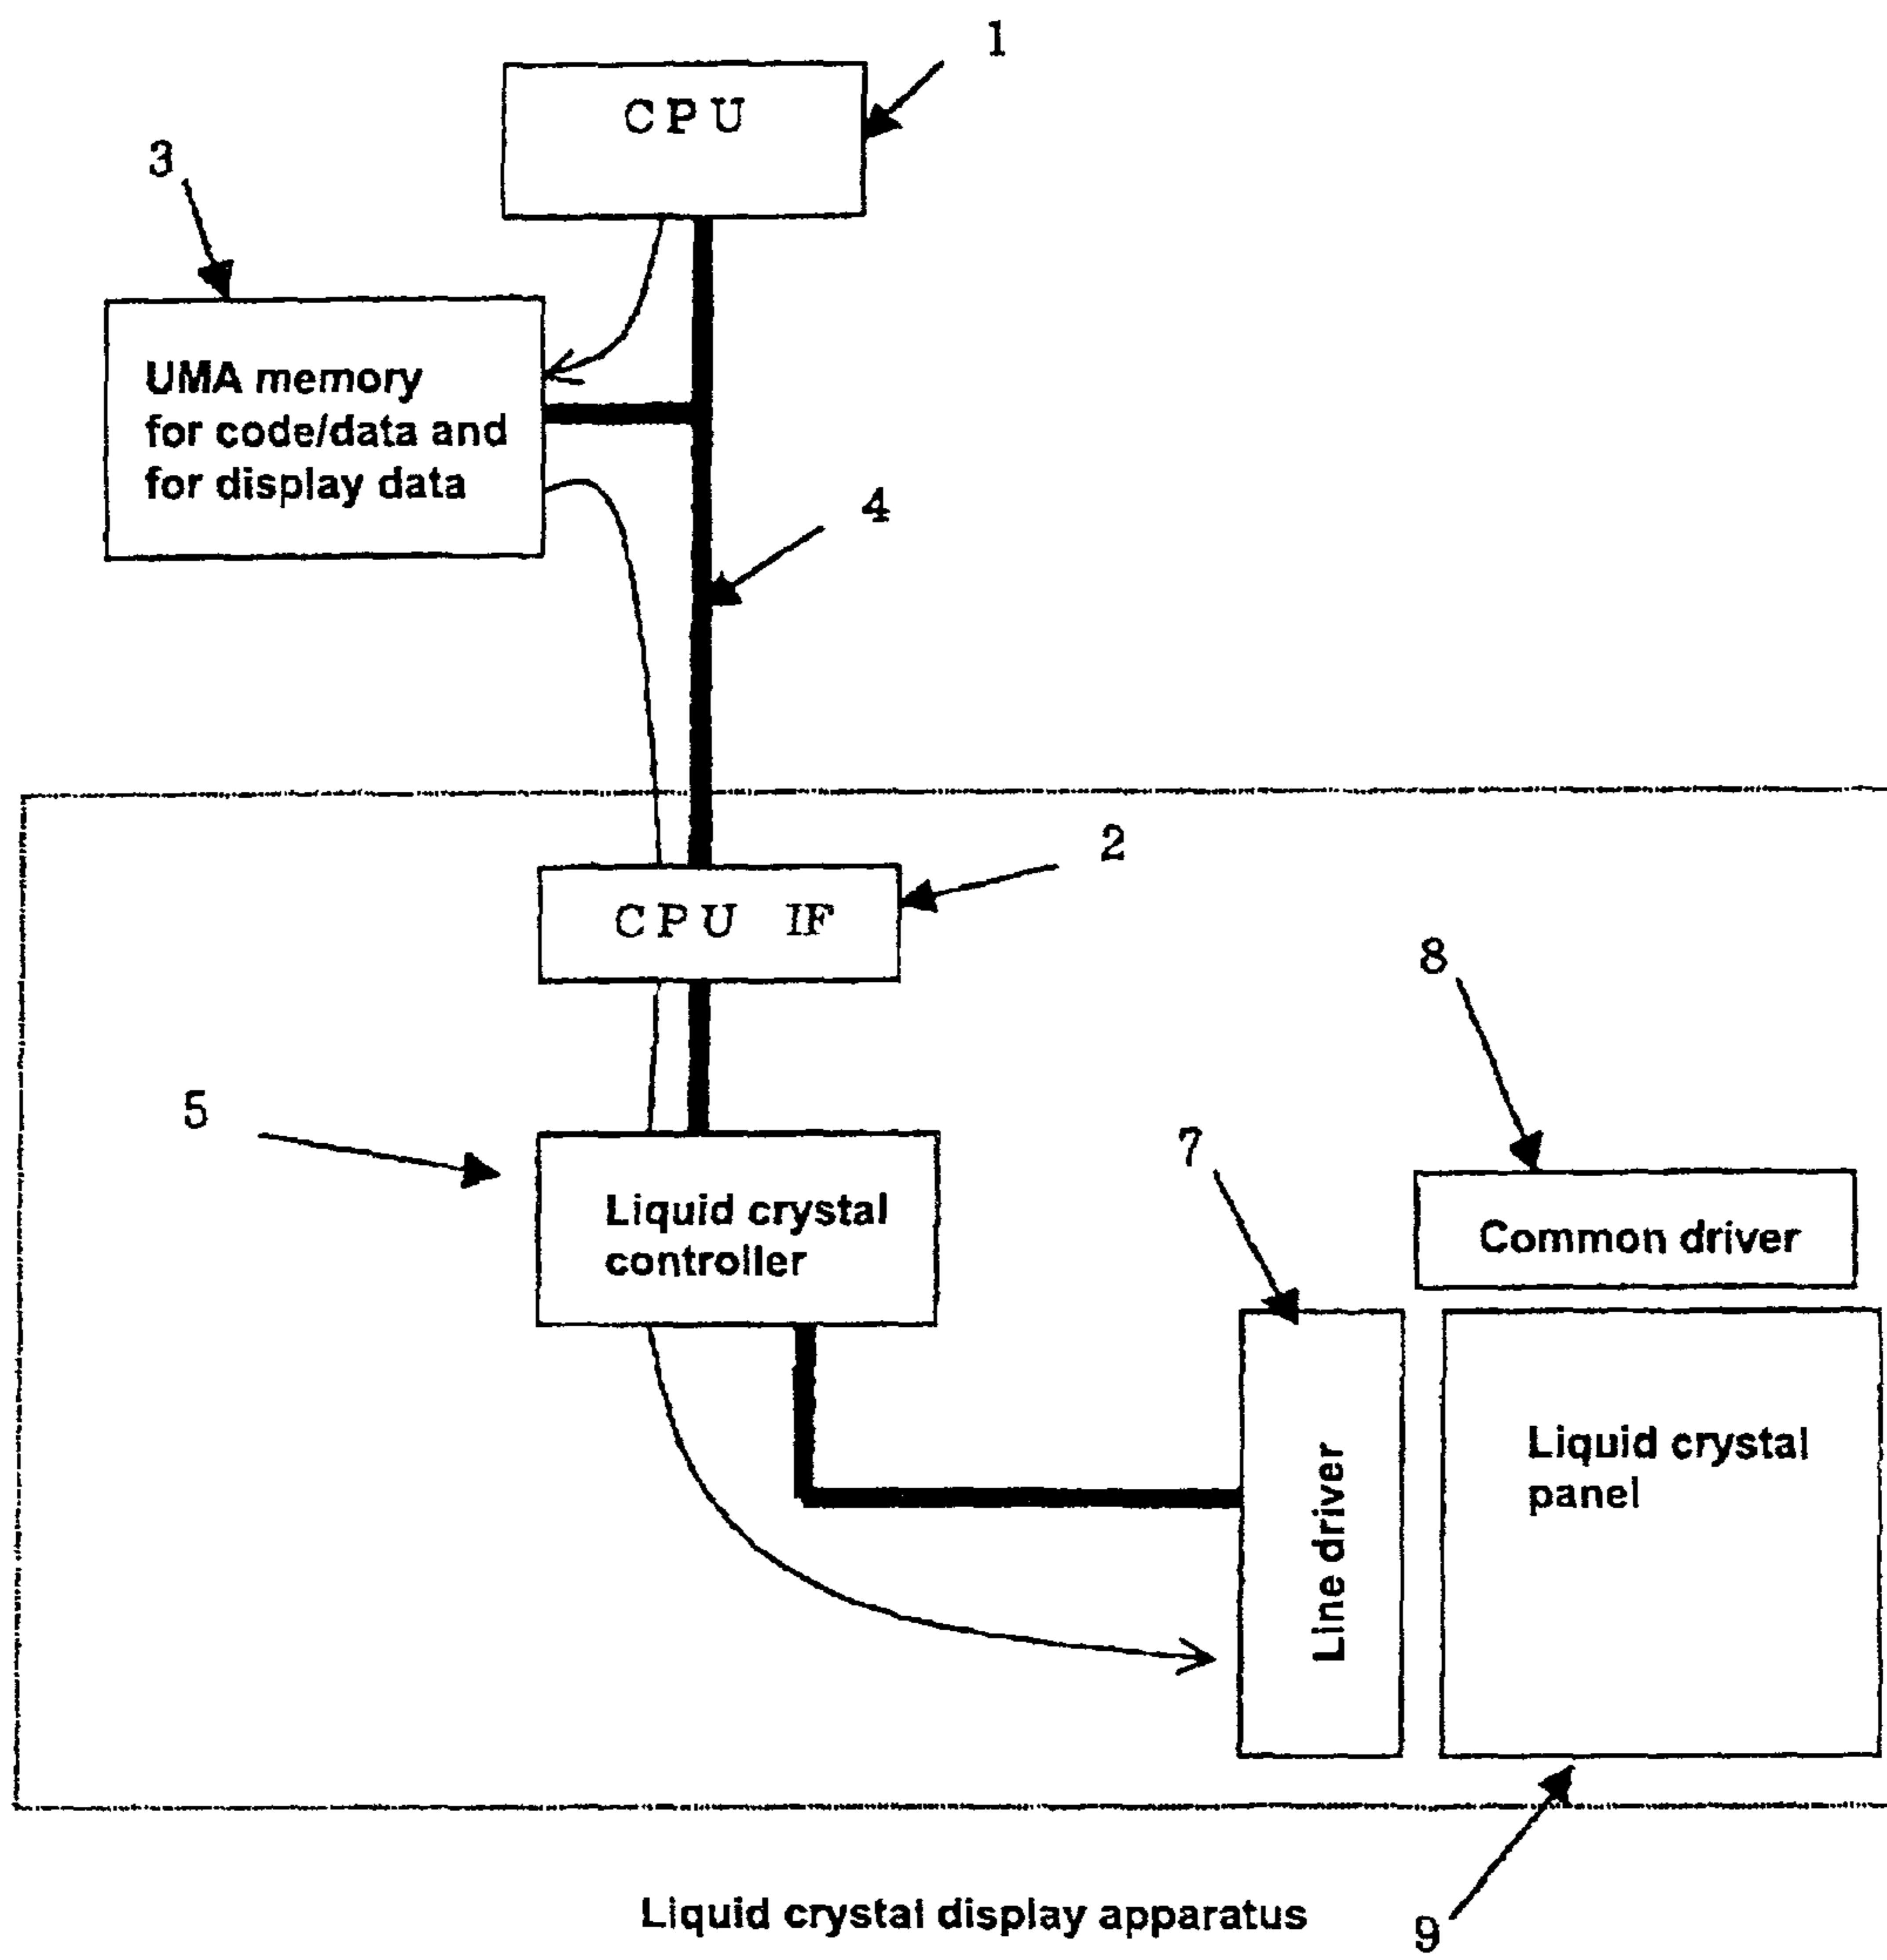 1
CPU
3
UMA memory
for code/data and
for display data
4
2
CPU IF
8
5
7
Liquid crystal
controller
Common driver
Liquid crystal
panel
Line driver
Liquid crystal display apparatus
9